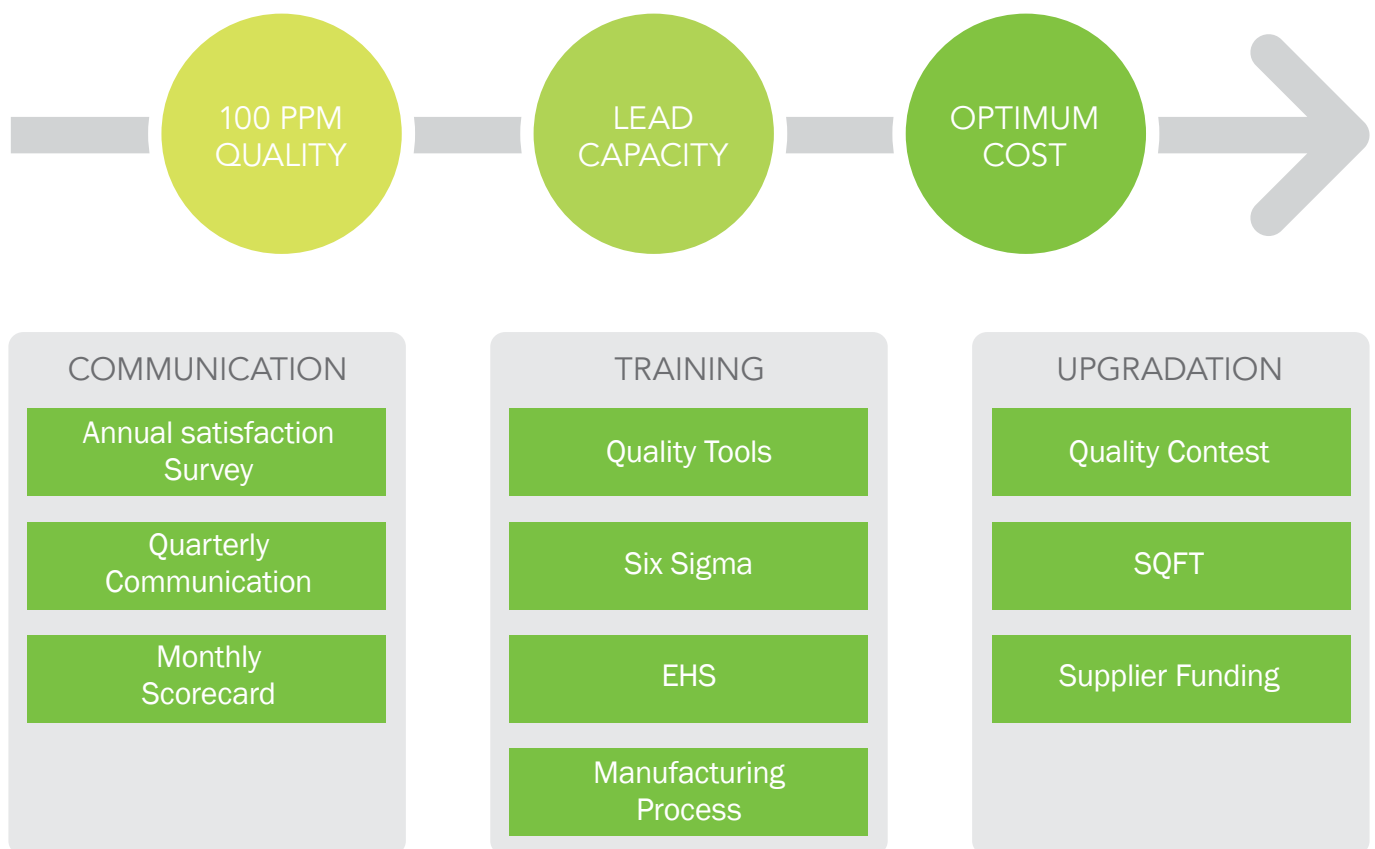 100 PPM
QUALITY
LEAD
CAPACITY
OPTIMUM
COST
COMMUNICATION
Annual satisfaction
Survey
Quarterly
Communication
Monthly
Scorecard
TRAINING
Quality Tools
Six Sigma
EHS
Manufacturing
Process
UPGRADATION
Quality Contest
SQFT
Supplier Funding